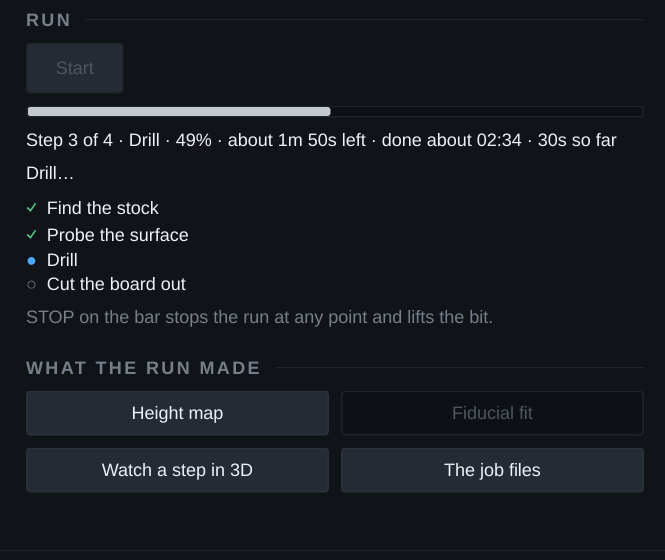 RUN
Start
Step 3 of 4 · Drill · 49% · about 1m 50s left · done about 02:34 · 30s so far
Drill…
Find the stock
Probe the surface
Drill
Cut the board out
STOP on the bar stops the run at any point and lifts the bit.
WHAT THE RUN MADE
Height map
Fiducial fit
Watch a step in 3D
The job files